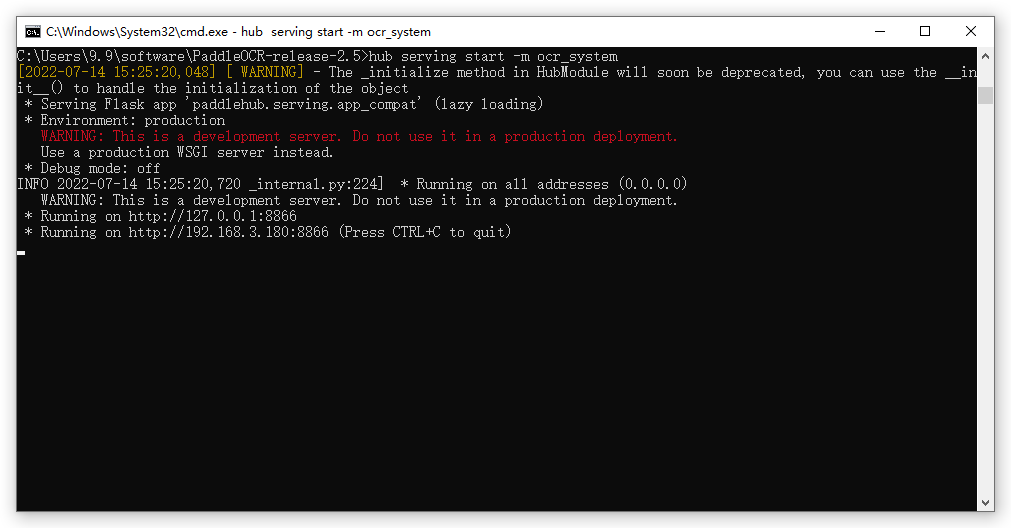 C:\Windows\System32\cmd.exe - hub  serving start -m ocr_system
C:\Users\9.9\software\PaddleOCR-release-2.5>hub serving start -m ocr_system
[2022-07-14 15:25:20,048] [ WARNING] - The _initialize method in HubModule will soon be deprecated, you can use the __in
it__() to handle the initialization of the object
 * Serving Flask app 'paddlehub.serving.app_compat' (lazy loading)
 * Environment: production
   WARNING: This is a development server. Do not use it in a production deployment.
   Use a production WSGI server instead.
 * Debug mode: off
INFO 2022-07-14 15:25:20,720 _internal.py:224]  * Running on all addresses (0.0.0.0)
   WARNING: This is a development server. Do not use it in a production deployment.
 * Running on http://127.0.0.1:8866
 * Running on http://192.168.3.180:8866 (Press CTRL+C to quit)